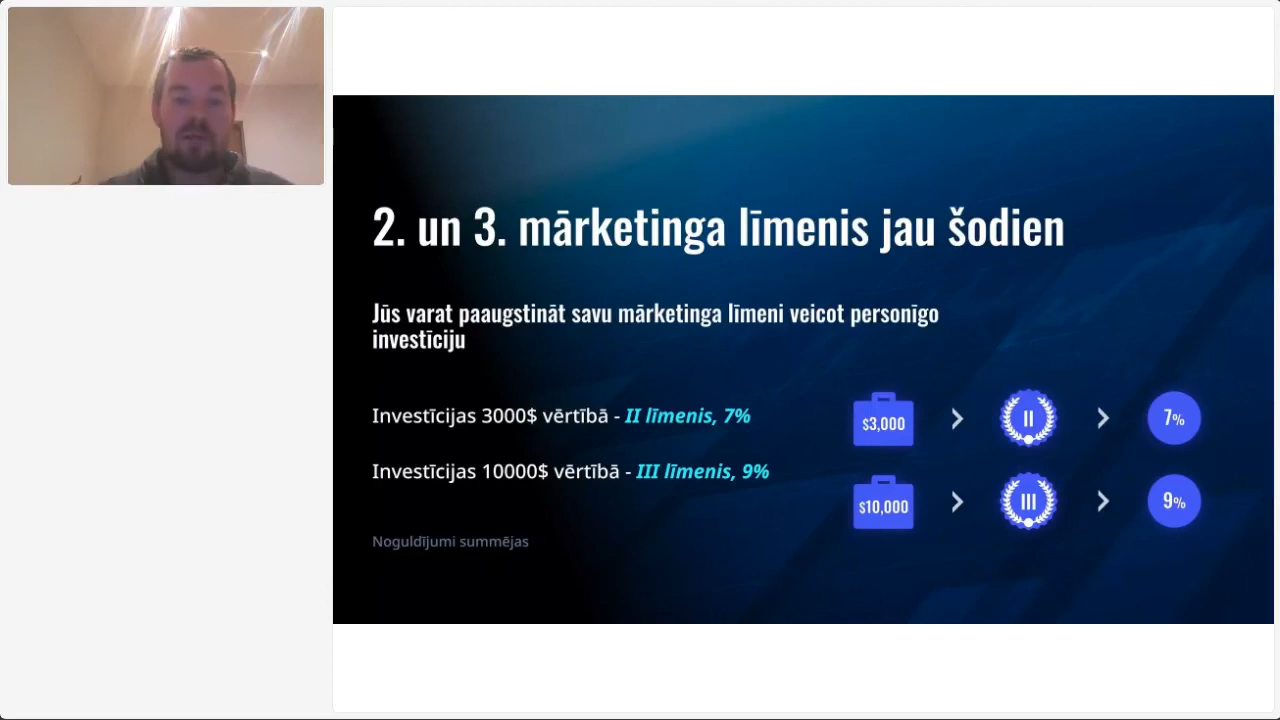 2. un 3. mārketinga līmenis jau šodien
Jūs varat paaugstināt savu mārketinga līmeni veicot personīgo
investīciju
Investīcijas 3000$ vērtībā - II līmenis, 7%
$3,000
II
7%
Investīcijas 10000$ vērtībā - III līmenis, 9%
$10,000
III
9%
Noguldījumi summējas